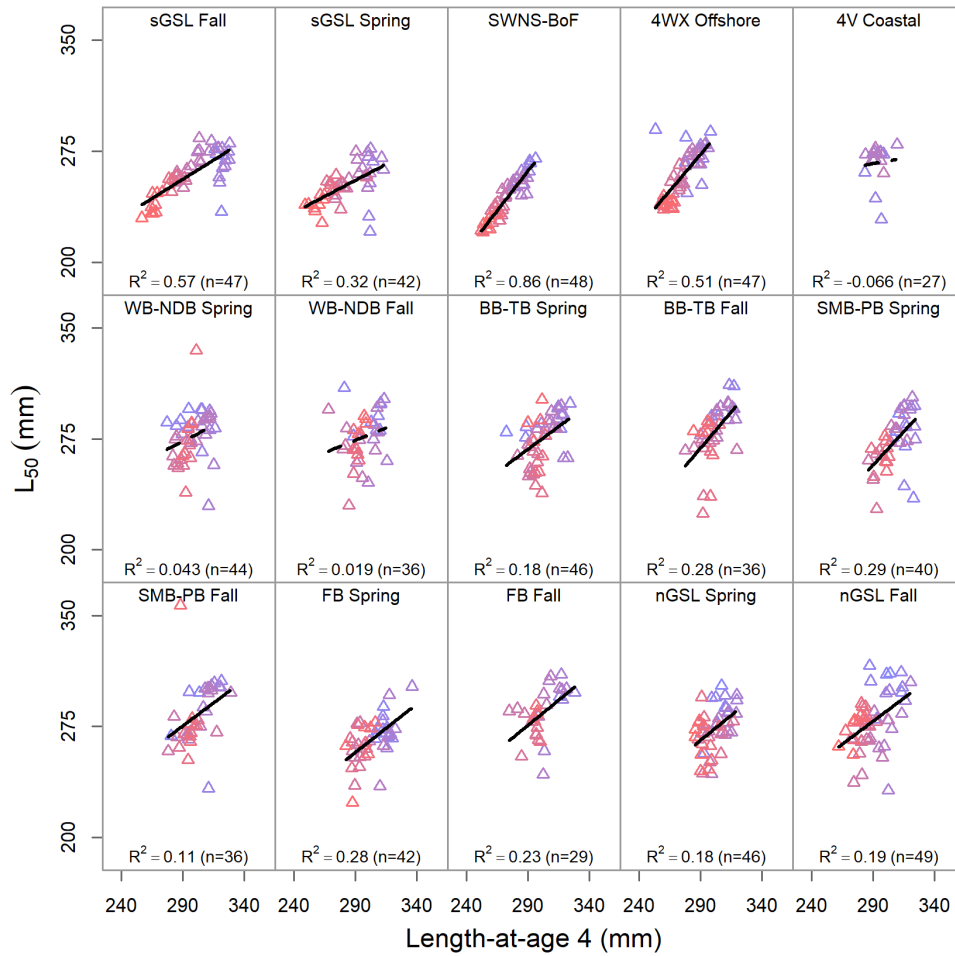 sGSL Fall
sGSL Spring
SWNS-BoF
4WX Offshore
4V Coastal
350
275
200
R² = 0.57 (n=47)
R² = 0.32 (n=42)
R² = 0.86 (n=48)
R² = 0.51 (n=47)
R² = -0.066 (n=27)
WB-NDB Spring
WB-NDB Fall
BB-TB Spring
BB-TB Fall
SMB-PB Spring
350
275
200
L₅₀ (mm)
R² = 0.043 (n=44)
R² = 0.019 (n=36)
R² = 0.18 (n=46)
R² = 0.28 (n=36)
R² = 0.29 (n=40)
SMB-PB Fall
FB Spring
FB Fall
nGSL Spring
nGSL Fall
350
275
200
R² = 0.11 (n=36)
R² = 0.28 (n=42)
R² = 0.23 (n=29)
R² = 0.18 (n=46)
R² = 0.19 (n=49)
240 290 340 240 290 340 240 290 340 240 290 340 240 290 340
Length-at-age 4 (mm)